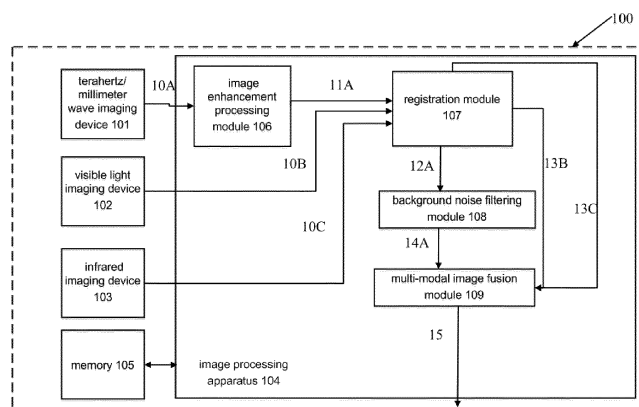 100
terahertz/
millimeter
wave imaging
device 101
10A
image
enhancement
processing
module 106
11A
registration module
107
10B
visible light
imaging device
102
12A
13B
13C
10C
background noise filtering
module 108
14A
infrared
imaging device
103
multi-modal image fusion
module 109
15
memory 105
image processing
apparatus 104